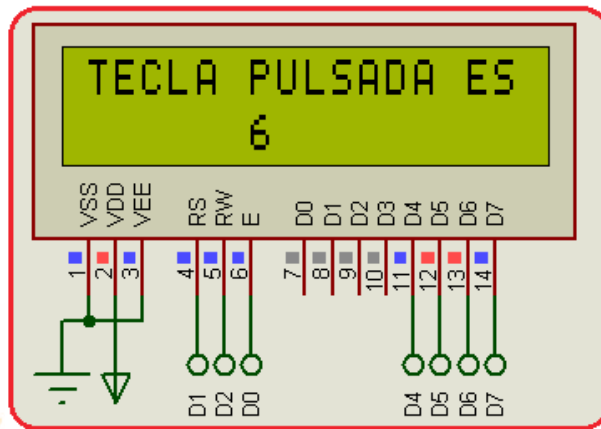 TECLA PULSADA ES
6
VSS VDD VEE RS RW E D0 D1 D2 D3 D4 D5 D6 D7
1 2 3 4 5 6 7 8 9 10 11 12 13 14
D1 D2 D0 D4 D5 D6 D7